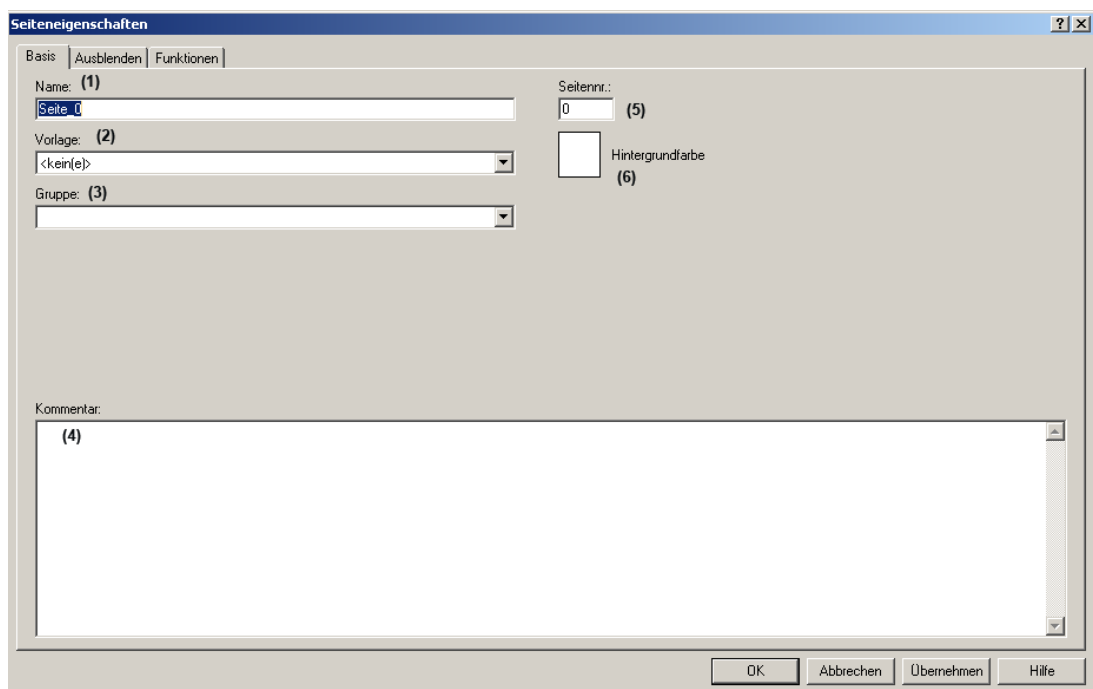 Seiteneigenschaften
Basis Ausblenden Funktionen
Name: (1)
Seite_0
Vorlage: (2)
<kein(e)>
Gruppe: (3)
Seitennr.:
0 (5)
Hintergrundfarbe
(6)
Kommentar:
(4)
OK Abbrechen Übernehmen Hilfe